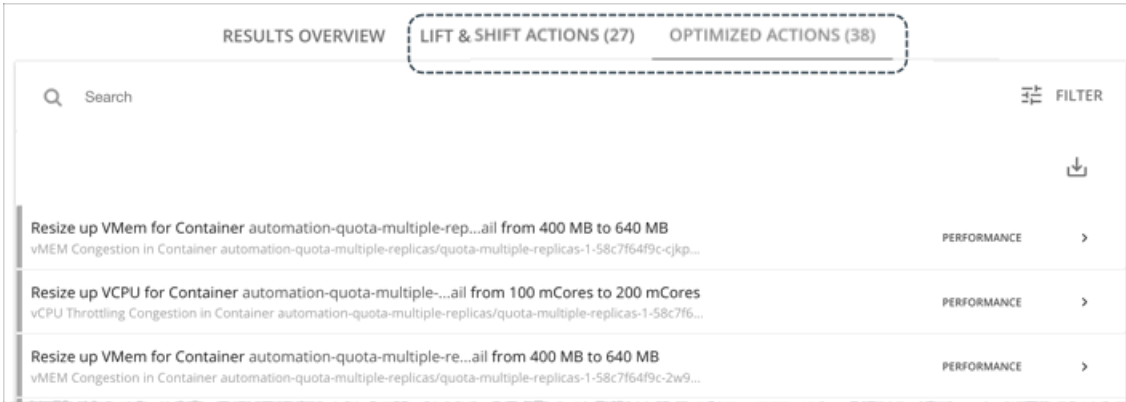 RESULTS OVERVIEW LIFT & SHIFT ACTIONS (27) OPTIMIZED ACTIONS (38)
Search FILTER
Resize up VMem for Container automation-quota-multiple-rep...ail from 400 MB to 640 MB
vMEM Congestion in Container automation-quota-multiple-replicas/quota-multiple-replicas-1-58c7f64f9c-cjkp...
PERFORMANCE
Resize up VCPU for Container automation-quota-multiple-...ail from 100 mCores to 200 mCores
vCPU Throttling Congestion in Container automation-quota-multiple-replicas/quota-multiple-replicas-1-58c7f6...
PERFORMANCE
Resize up VMem for Container automation-quota-multiple-re...ail from 400 MB to 640 MB
vMEM Congestion in Container automation-quota-multiple-replicas/quota-multiple-replicas-1-58c7f64f9c-2w9...
PERFORMANCE